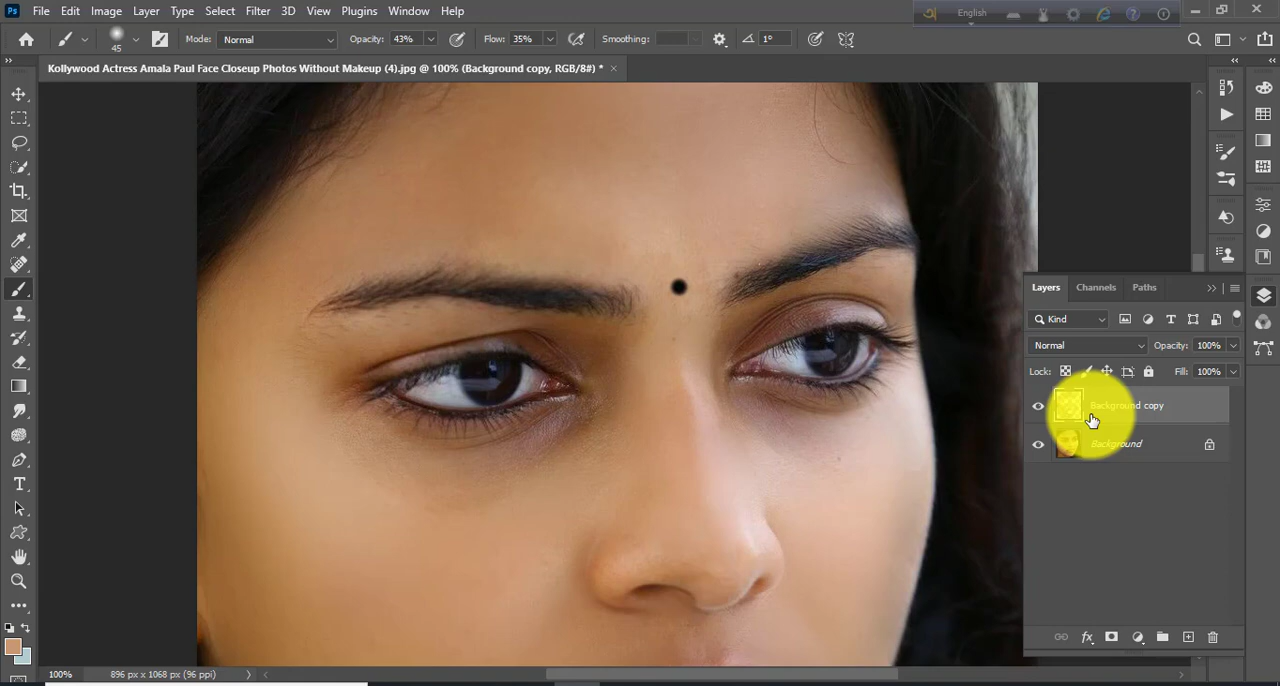 Ps File Edit Image Layer Type Select Filter 3D View Plugins Window Help
English
45 Mode: Normal Opacity: 43% Flow: 35% Smoothing: 1°
Kollywood Actress Amala Paul Face Closeup Photos Without Makeup (4).jpg @ 100% (Background copy, RGB/8#) *
Layers Channels Paths
Kind
Normal Opacity: 100%
Lock: Fill: 100%
Background copy
Background
fx
100% 896 px x 1068 px (96 ppi)